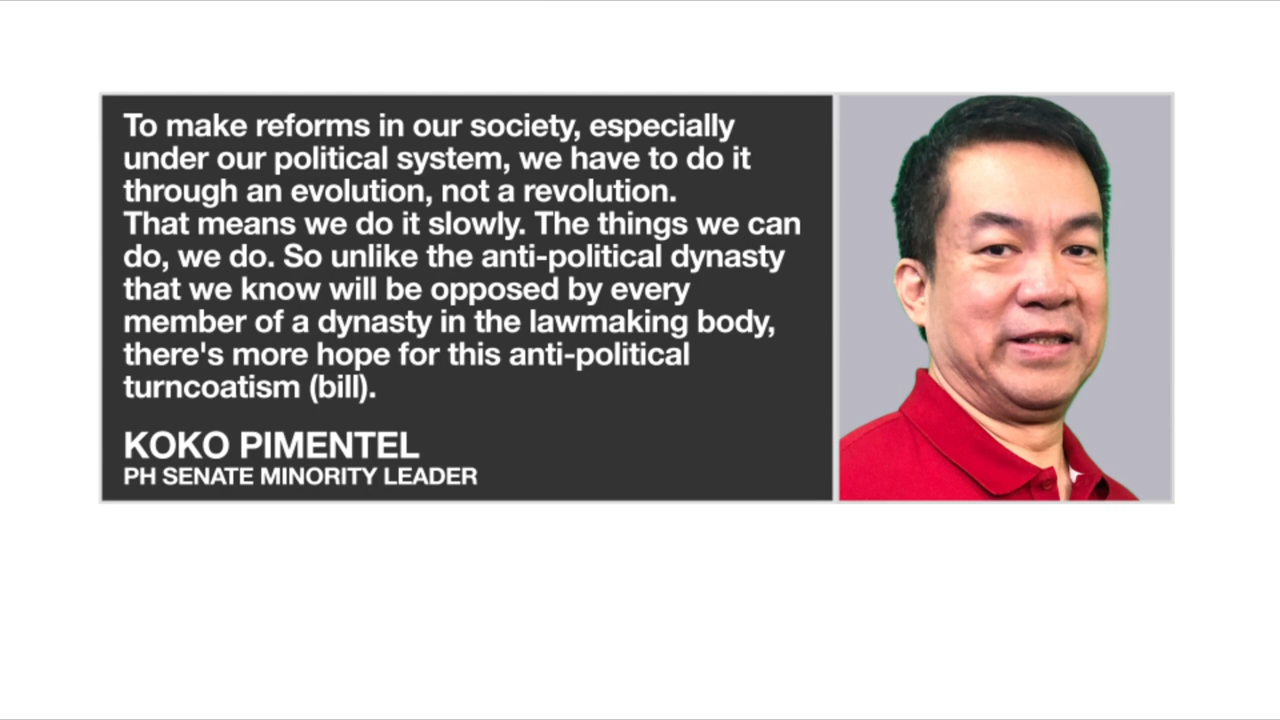 To make reforms in our society, especially
under our political system, we have to do it
through an evolution, not a revolution.
That means we do it slowly. The things we can
do, we do. So unlike the anti-political dynasty
that we know will be opposed by every
member of a dynasty in the lawmaking body,
there's more hope for this anti-political
turncoatism (bill).
KOKO PIMENTEL
PH SENATE MINORITY LEADER